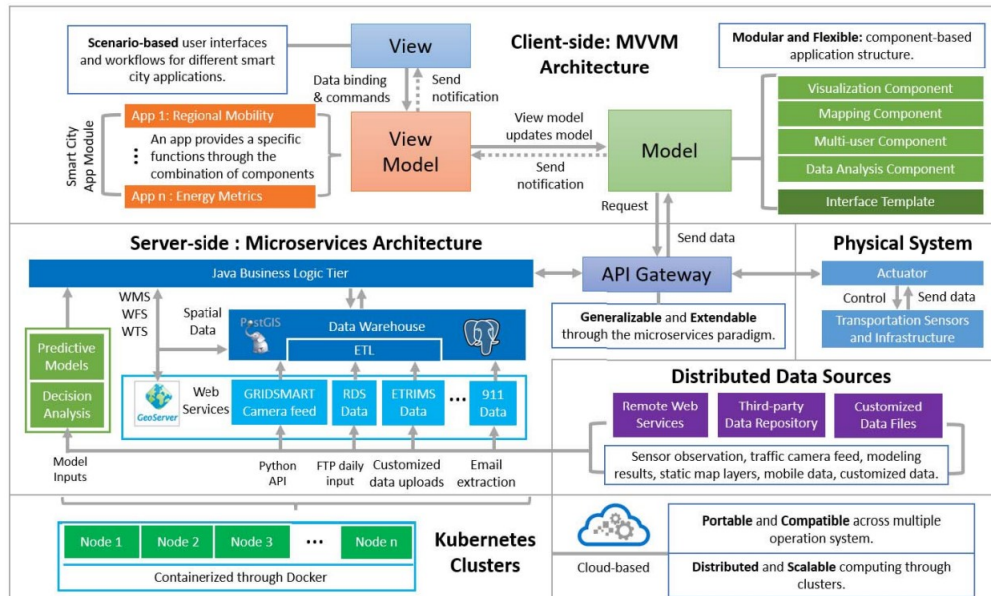 Scenario-based user interfaces
and workflows for different smart
city applications.
View
Client-side: MVVM
Architecture
Modular and Flexible: component-based
application structure.
Data binding
& commands
Send
notification
Smart City
App Module
App 1: Regional Mobility
⋮ An app provides a specific
functions through the
combination of components
App n : Energy Metrics
View
Model
View model
updates model
Send
notification
Model
Visualization Component
Mapping Component
Multi-user Component
Data Analysis Component
Interface Template
Request
Send data
Server-side : Microservices Architecture
Java Business Logic Tier
API Gateway
Generalizable and Extendable
through the microservices paradigm.
Physical System
Actuator
Control
Send data
Transportation Sensors
and Infrastructure
WMS
WFS
WTS
Spatial
Data
PostGIS
Data Warehouse
ETL
Predictive
Models
Decision
Analysis
GeoServer
Web
Services
GRIDSMART
Camera feed
RDS
Data
ETRIMS
Data
•••
911
Data
Model
Inputs
Python
API
FTP daily
input
Customized
data uploads
Email
extraction
Distributed Data Sources
Remote Web
Services
Third-party
Data Repository
Customized
Data Files
Sensor observation, traffic camera feed, modeling
results, static map layers, mobile data, customized data.
Node 1
Node 2
Node 3
•••
Node n
Containerized through Docker
Kubernetes
Clusters
Cloud-based
Portable and Compatible across multiple
operation system.
Distributed and Scalable computing through
clusters.